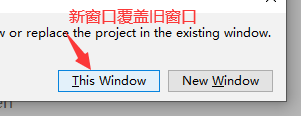 新窗口覆盖旧窗口
w or replace the project in the existing window.
This Window New Window